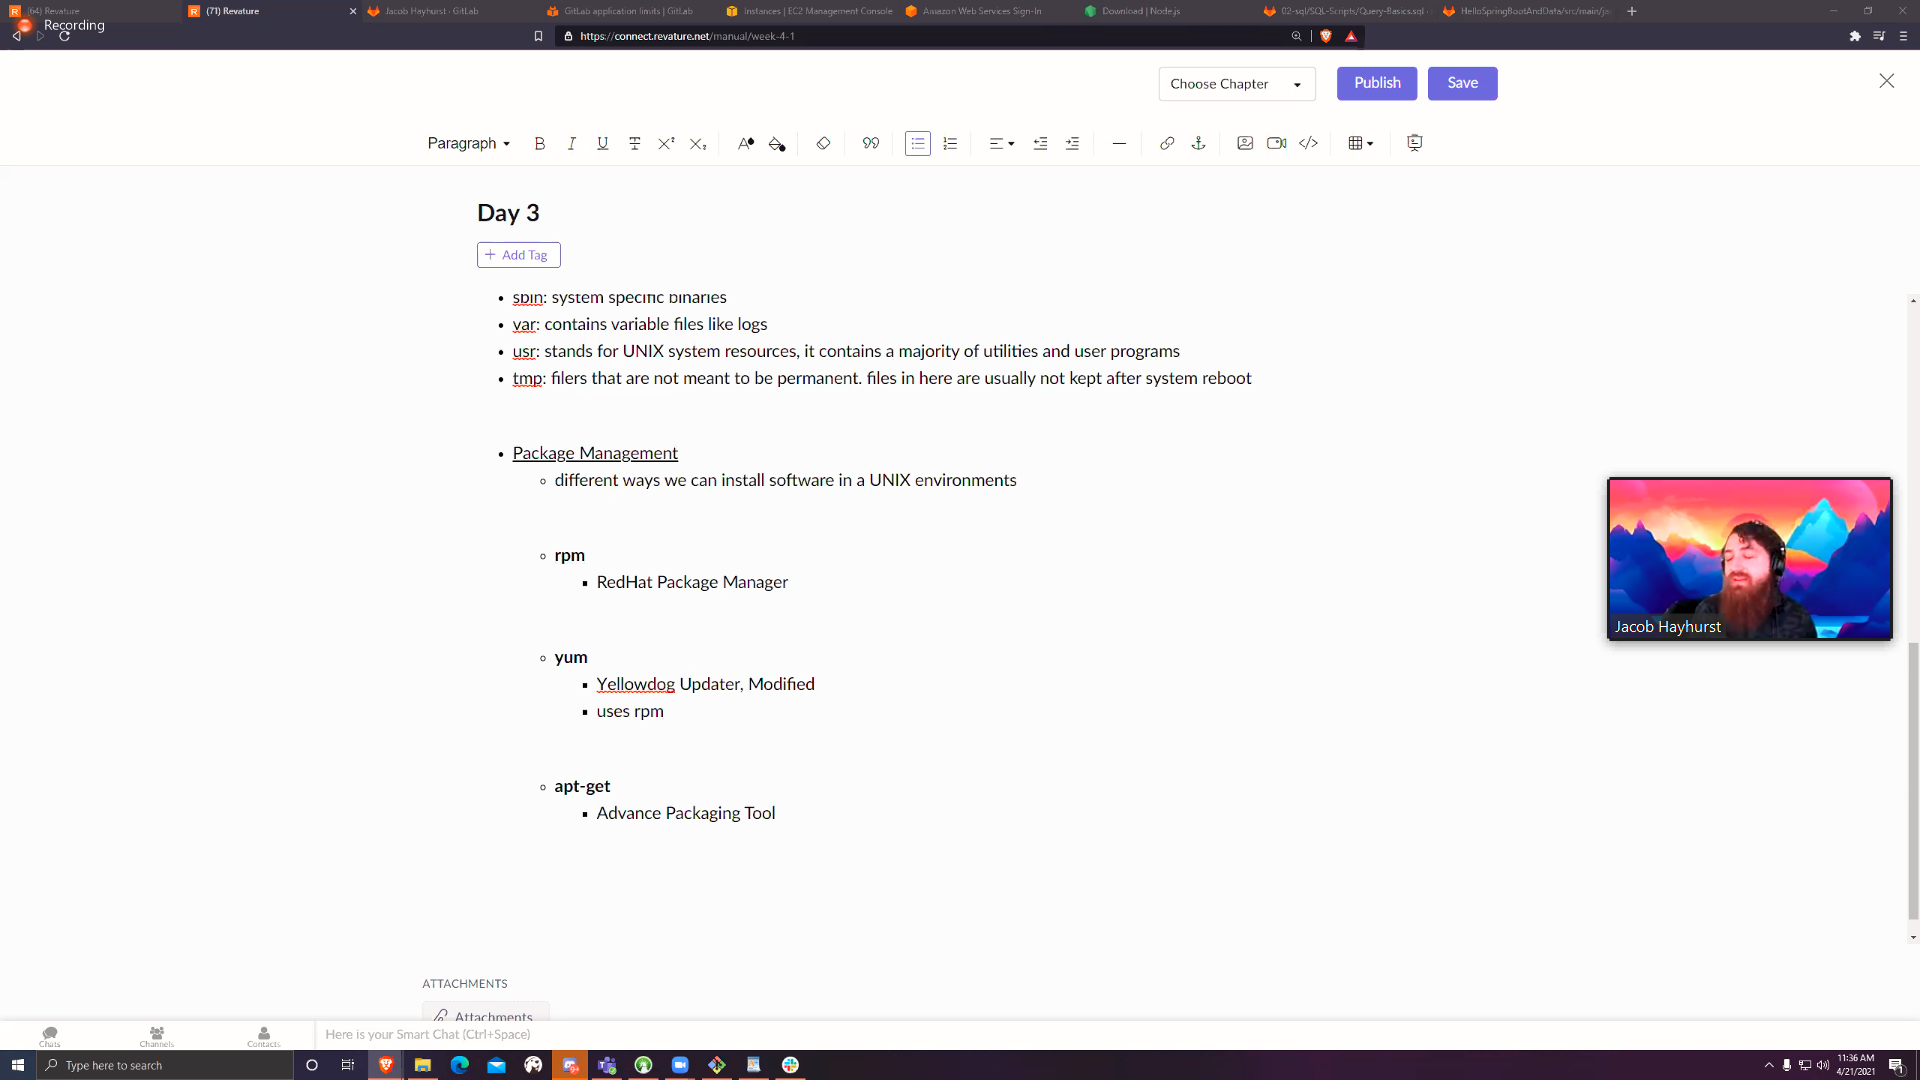 (64) Revature
(71) Revature
Jacob Hayhurst · GitLab
GitLab application limits | GitLab
Instances | EC2 Management Console
Amazon Web Services Sign-In
Download | Node.js
02-sql/SQL-Scripts/Query-Basics.sql
HelloSpringBootAndData/src/main/ja
Recording
https://connect.revature.net/manual/week-4-1
Choose Chapter
Publish
Save
Paragraph
Day 3
+ Add Tag
sbin: system specific binaries
var: contains variable files like logs
usr: stands for UNIX system resources, it contains a majority of utilities and user programs
tmp: filers that are not meant to be permanent. files in here are usually not kept after system reboot
Package Management
different ways we can install software in a UNIX environments
rpm
RedHat Package Manager
yum
Yellowdog Updater, Modified
uses rpm
apt-get
Advance Packaging Tool
Jacob Hayhurst
ATTACHMENTS
Attachments
Chats
Channels
Contacts
Here is your Smart Chat (Ctrl+Space)
Type here to search
11:36 AM
4/21/2021